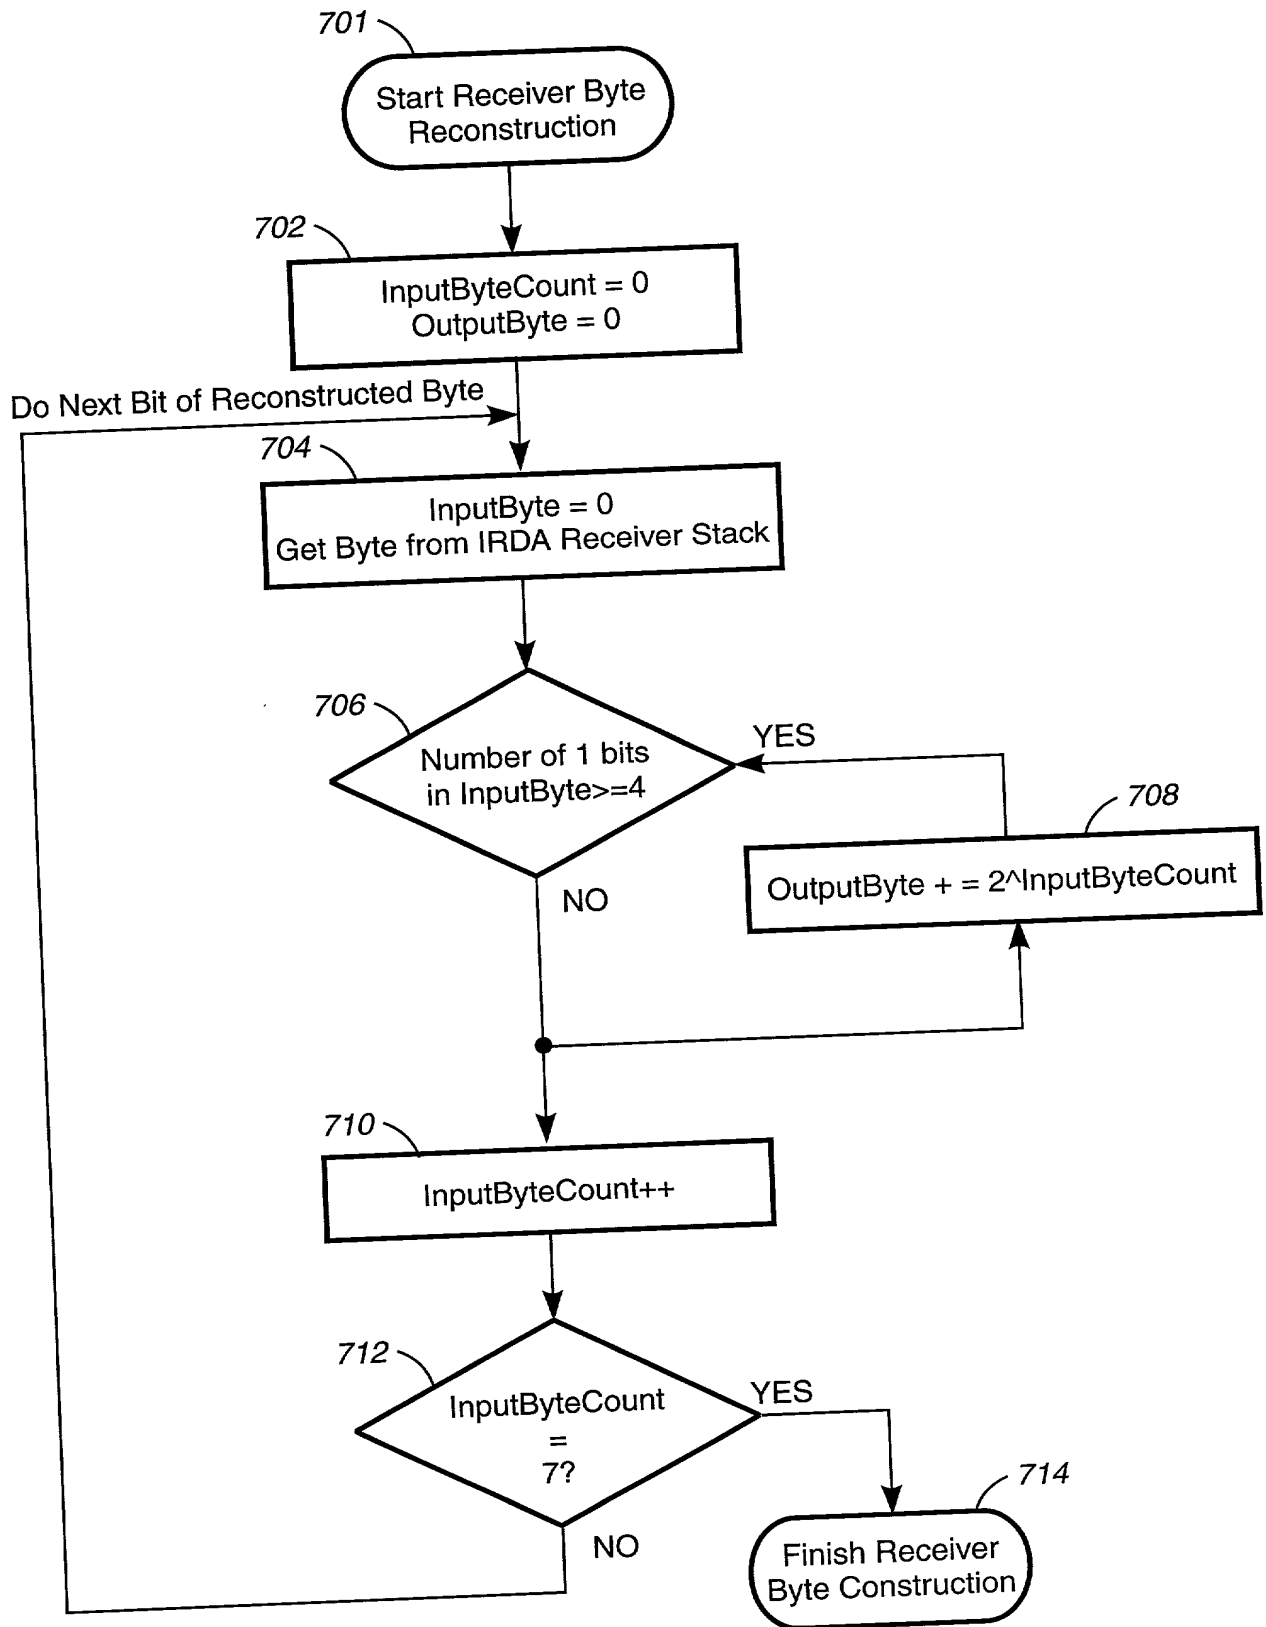 701
Start Receiver Byte
Reconstruction
702
InputByteCount = 0
OutputByte = 0
Do Next Bit of Reconstructed Byte
704
InputByte = 0
Get Byte from IRDA Receiver Stack
706
Number of 1 bits
in InputByte>=4
YES
708
OutputByte + = 2^InputByteCount
NO
710
InputByteCount++
712
InputByteCount
=
7?
YES
714
NO
Finish Receiver
Byte Construction